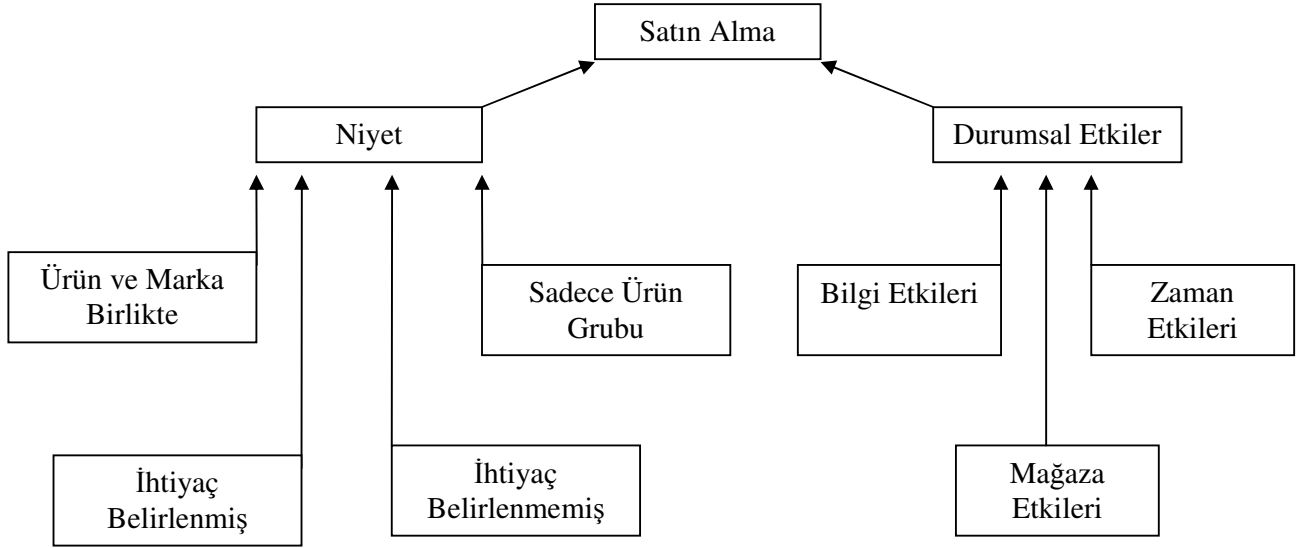 Satın Alma
Niyet
Durumsal Etkiler
Ürün ve Marka
Birlikte
Sadece Ürün
Grubu
Bilgi Etkileri
Zaman
Etkileri
İhtiyaç
Belirlenmiş
İhtiyaç
Belirlenmemiş
Mağaza
Etkileri